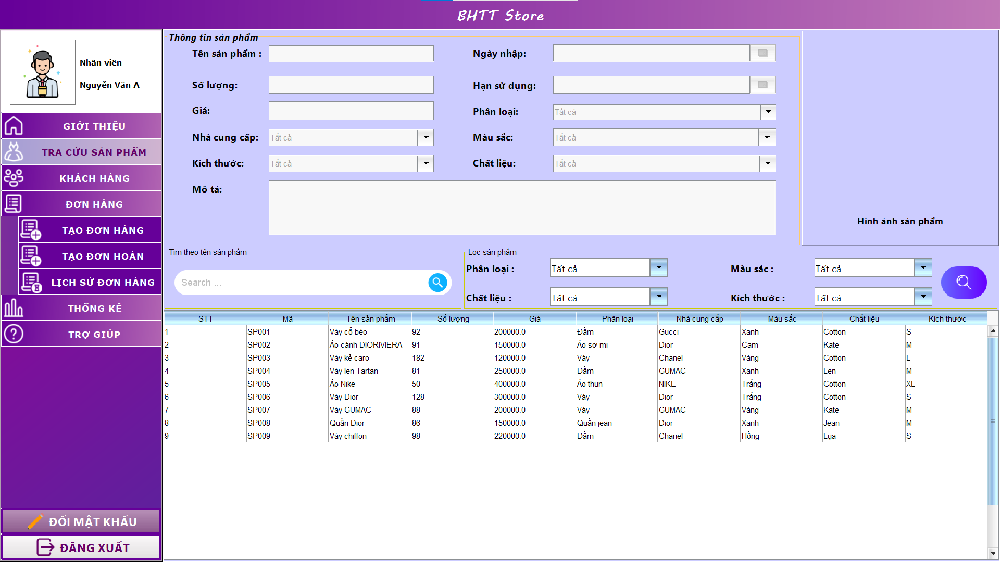 BHTT Store
Nhân viên
Nguyễn Văn A
GIỚI THIỆU
TRA CỨU SẢN PHẨM
KHÁCH HÀNG
ĐƠN HÀNG
TẠO ĐƠN HÀNG
TẠO ĐƠN HOÀN
LỊCH SỬ ĐƠN HÀNG
THỐNG KÊ
TRỢ GIÚP
ĐỔI MẬT KHẨU
ĐĂNG XUẤT
Thông tin sản phẩm
Tên sản phẩm : Ngày nhập:
Số lượng: Hạn sử dụng:
Giá: Phân loại: Tất cả
Nhà cung cấp: Tất cả Màu sắc: Tất cả
Kích thước: Tất cả Chất liệu: Tất cả
Mô tả:
Hình ảnh sản phẩm
Tìm theo tên sản phẩm
Search ...
Lọc sản phẩm
Phân loại : Tất cả Màu sắc : Tất cả
Chất liệu : Tất cả Kích thước : Tất cả
STT Mã Tên sản phẩm Số lượng Giá Phân loại Nhà cung cấp Màu sắc Chất liệu Kích thước
1 SP001 Váy cổ bèo 92 200000.0 Đầm Gucci Xanh Cotton S
2 SP002 Áo cánh DIORIVIERA 91 150000.0 Áo sơ mi Dior Cam Kate M
3 SP003 Váy kẻ caro 182 120000.0 Váy Chanel Vàng Cotton L
4 SP004 Váy len Tartan 81 250000.0 Đầm GUMAC Xanh Len M
5 SP005 Áo Nike 50 400000.0 Áo thun NIKE Trắng Cotton XL
6 SP006 Váy Dior 128 300000.0 Váy Dior Trắng Cotton S
7 SP007 Váy GUMAC 88 200000.0 Váy GUMAC Vàng Kate M
8 SP008 Quần Dior 86 150000.0 Quần jean Dior Xanh Jean M
9 SP009 Váy chiffon 98 220000.0 Đầm Chanel Hồng Lụa S